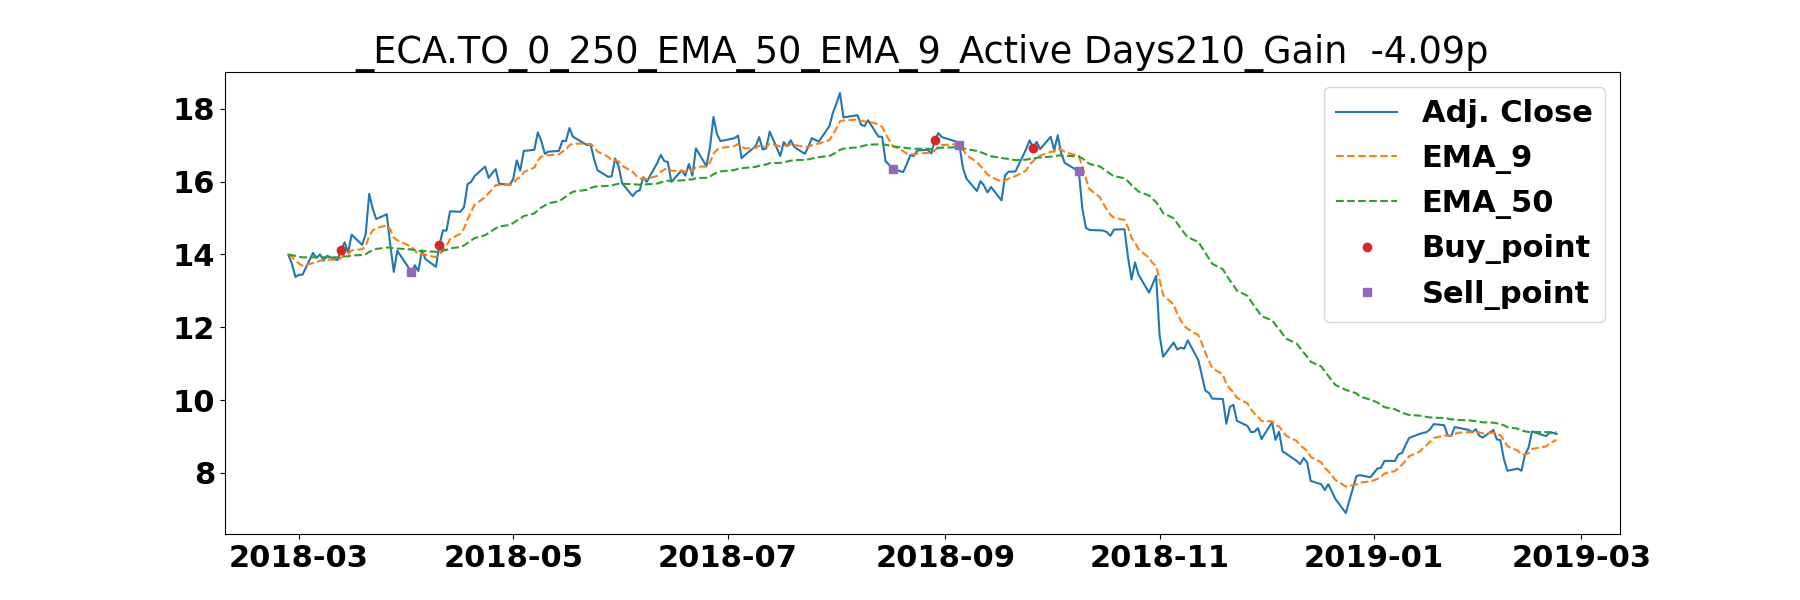 _ECA.TO_0_250_EMA_50_EMA_9_Active Days210_Gain  -4.09p
18
16
14
12
10
8
Adj. Close
EMA_9
EMA_50
Buy_point
Sell_point
2018-03 2018-05 2018-07 2018-09 2018-11 2019-01 2019-03